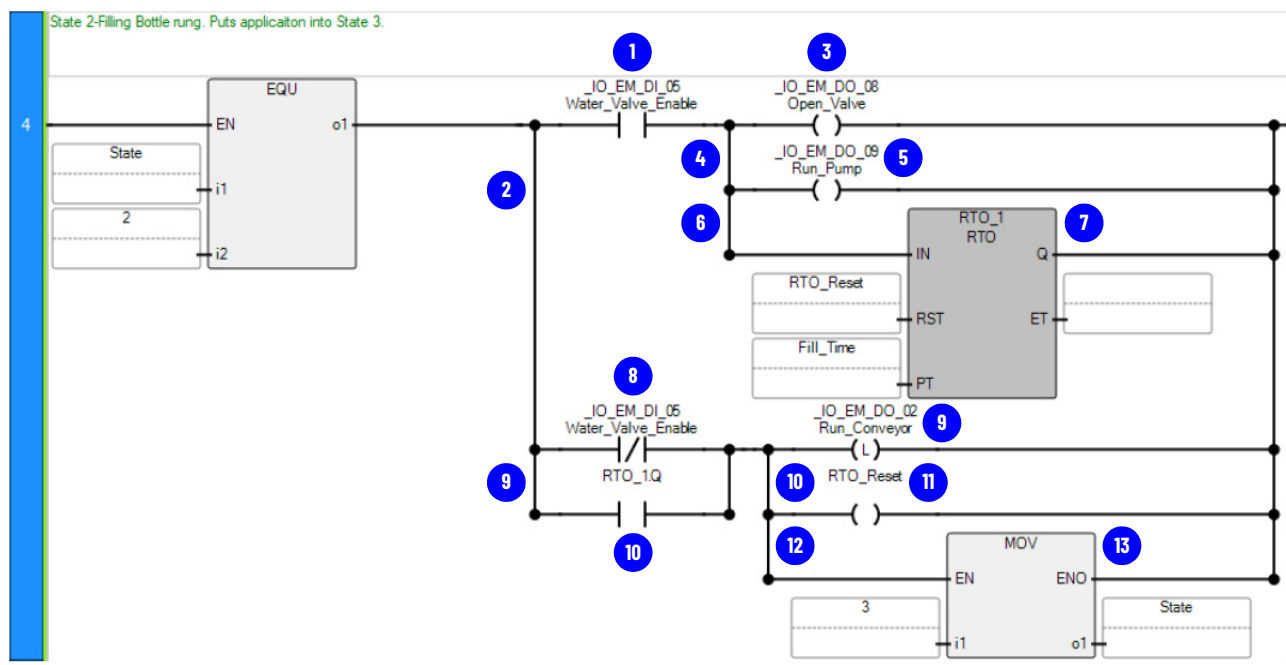 State 2-Filling Bottle rung. Puts applicaiton into State 3.
1
3
_IO_EM_DI_05
Water_Valve_Enable
_IO_EM_DO_08
Open_Valve
4
EQU
EN
o1
State
i1
2
i2
2
4
_IO_EM_DO_09
Run_Pump
5
6
RTO_1
RTO
7
IN
Q
RTO_Reset
RST
ET
Fill_Time
PT
8
_IO_EM_DI_05
Water_Valve_Enable
_IO_EM_DO_02
Run_Conveyor
9
L
9
RTO_1.Q
10
10
RTO_Reset
11
12
MOV
13
EN
ENO
3
i1
State
o1